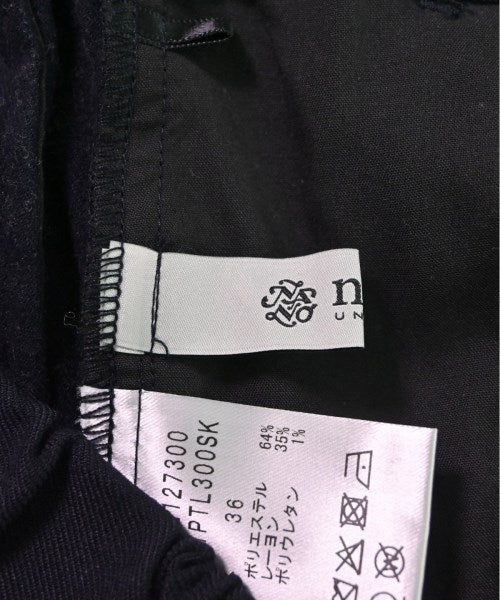 n
UN
127300
PTL300SK
36
ポリエステル 64%
レーヨン 35%
ポリウレタン 1%